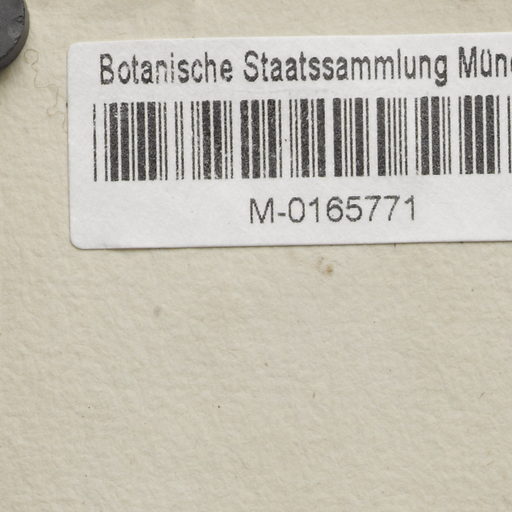 Botanische Staatssammlung Mün
M-0165771